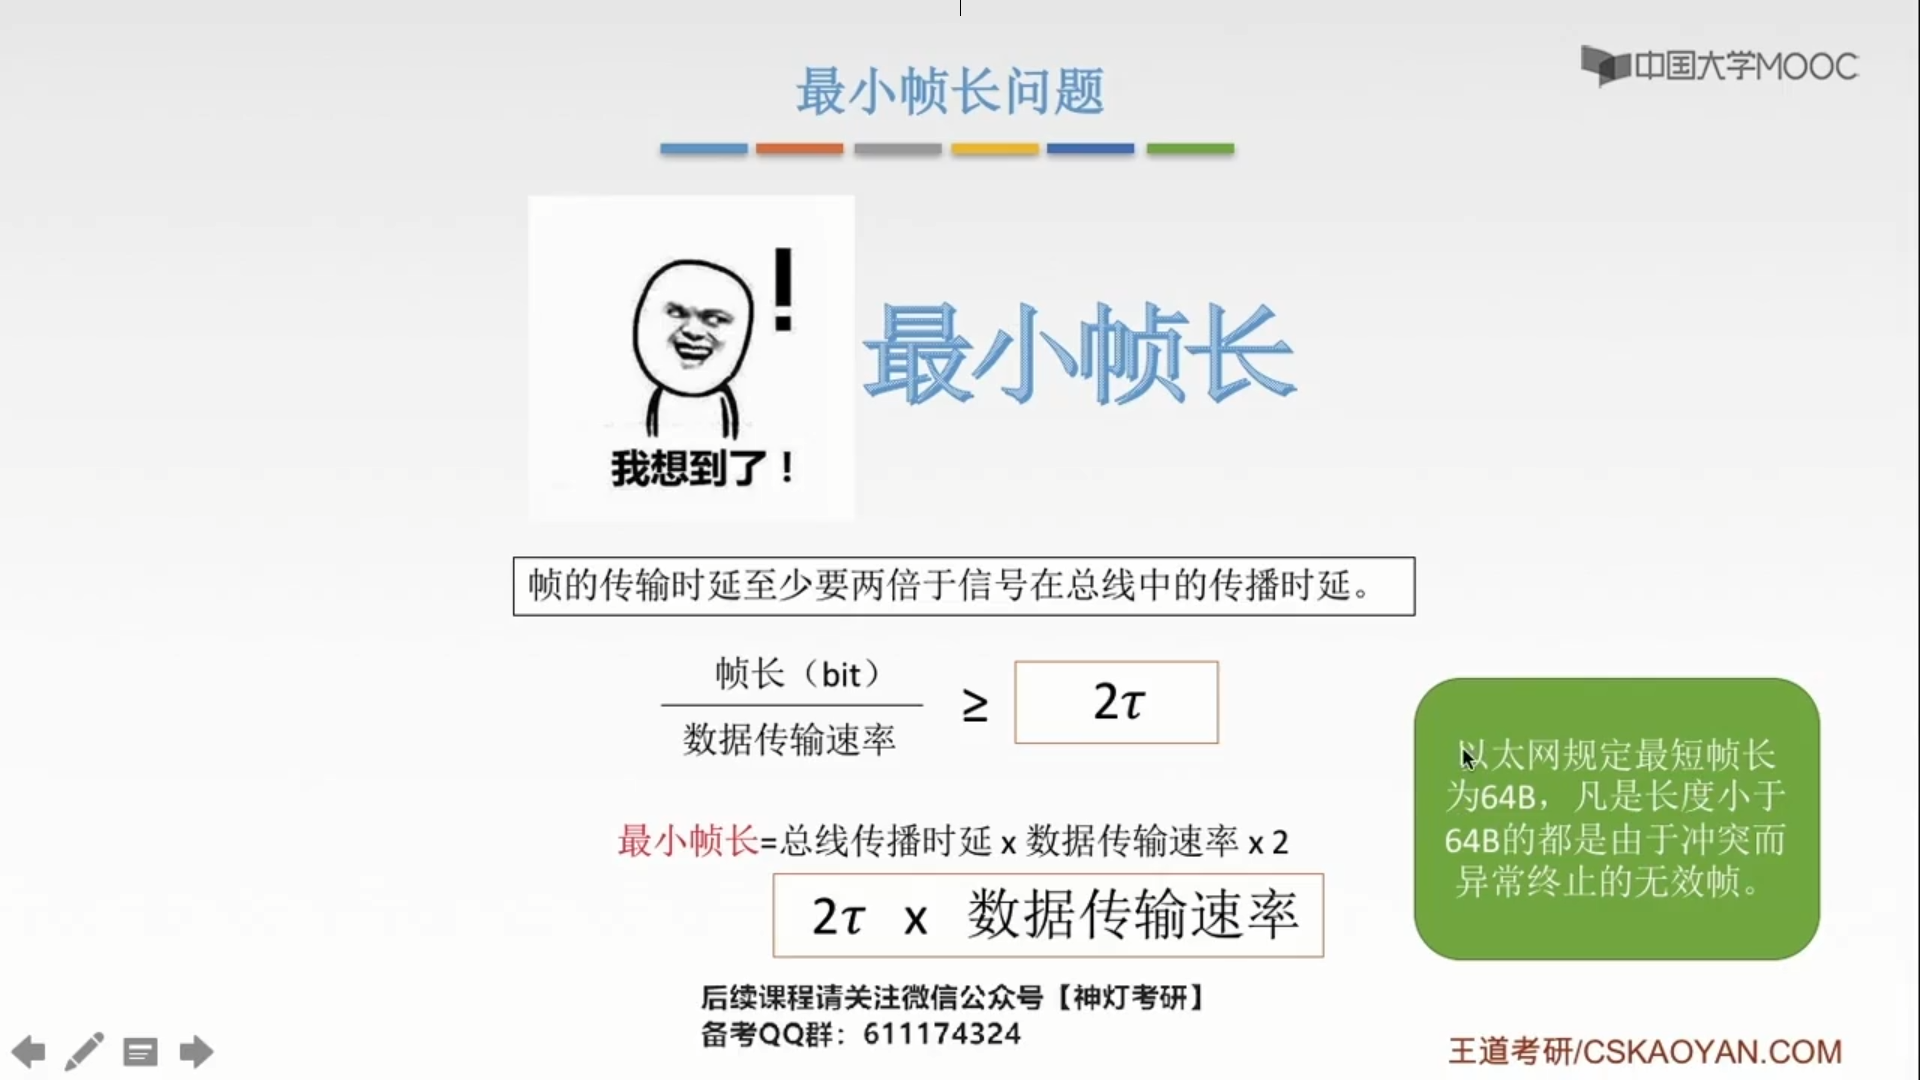 最小帧长问题
中国大学MOOC
!
最小帧长
我想到了！
帧的传输时延至少要两倍于信号在总线中的传播时延。
帧长（bit）
数据传输速率
≥
2τ
以太网规定最短帧长
为64B，凡是长度小于
64B的都是由于冲突而
异常终止的无效帧。
最小帧长=总线传播时延 x 数据传输速率 x 2
2τ x 数据传输速率
后续课程请关注微信公众号【神灯考研】
备考QQ群：611174324
王道考研/CSKAOYAN.COM